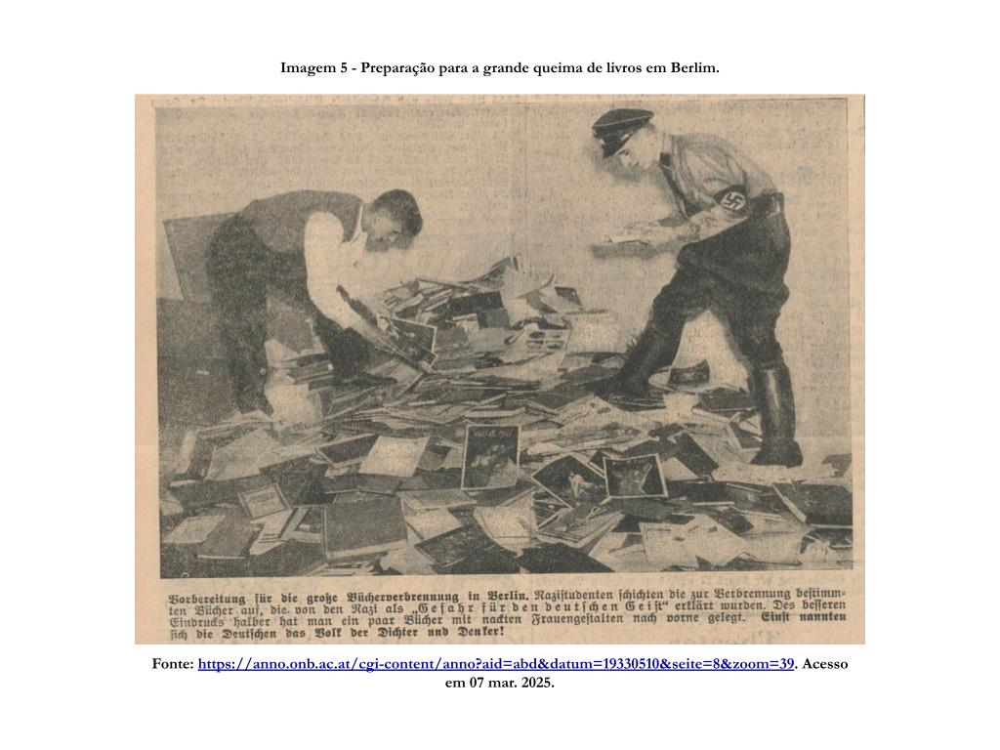 Imagem 5 - Preparação para a grande queima de livros em Berlim.
Vorbereitung für die große Bücherverbrennung in Berlin. Nazistudenten schichten die zur Verbrennung bestimm-
ten Bücher auf, die von den Nazi als „Gefahr für den deutschen Geist“ erklärt wurden. Des besseren
Eindrucks halber hat man ein paar Bücher mit nackten Frauengestalten nach vorne gelegt. Einst nannten
sich die Deutschen das Volk der Dichter und Denker!
Fonte: https://anno.onb.ac.at/cgi-content/anno?aid=abd&datum=19330510&seite=8&zoom=39. Acesso
em 07 mar. 2025.